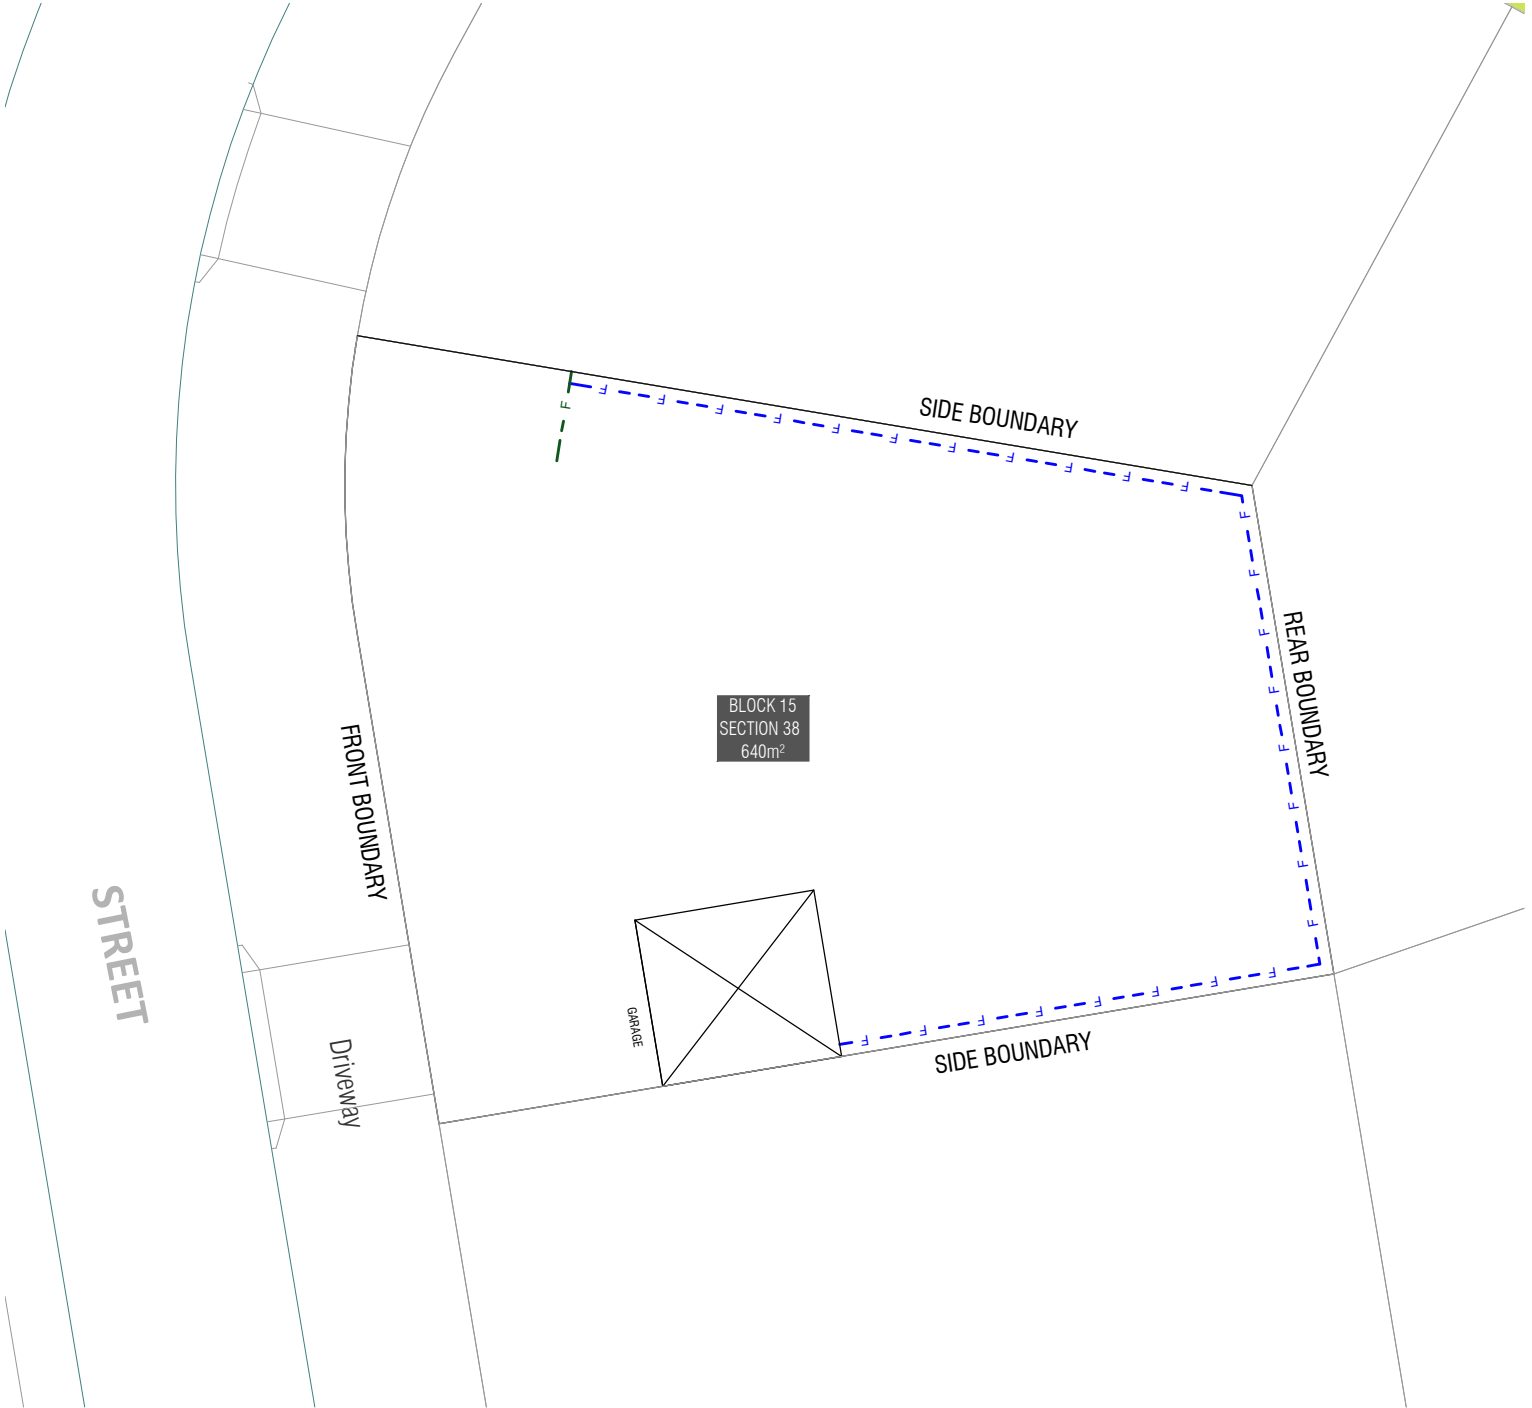 F F F F F F F F F F F
F
SIDE BOUNDARY
F F F F F F F F
REAR BOUNDARY
BLOCK 15
SECTION 38
640m²
FRONT BOUNDARY
STREET
GARAGE
Driveway
F F F F F F F F
SIDE BOUNDARY